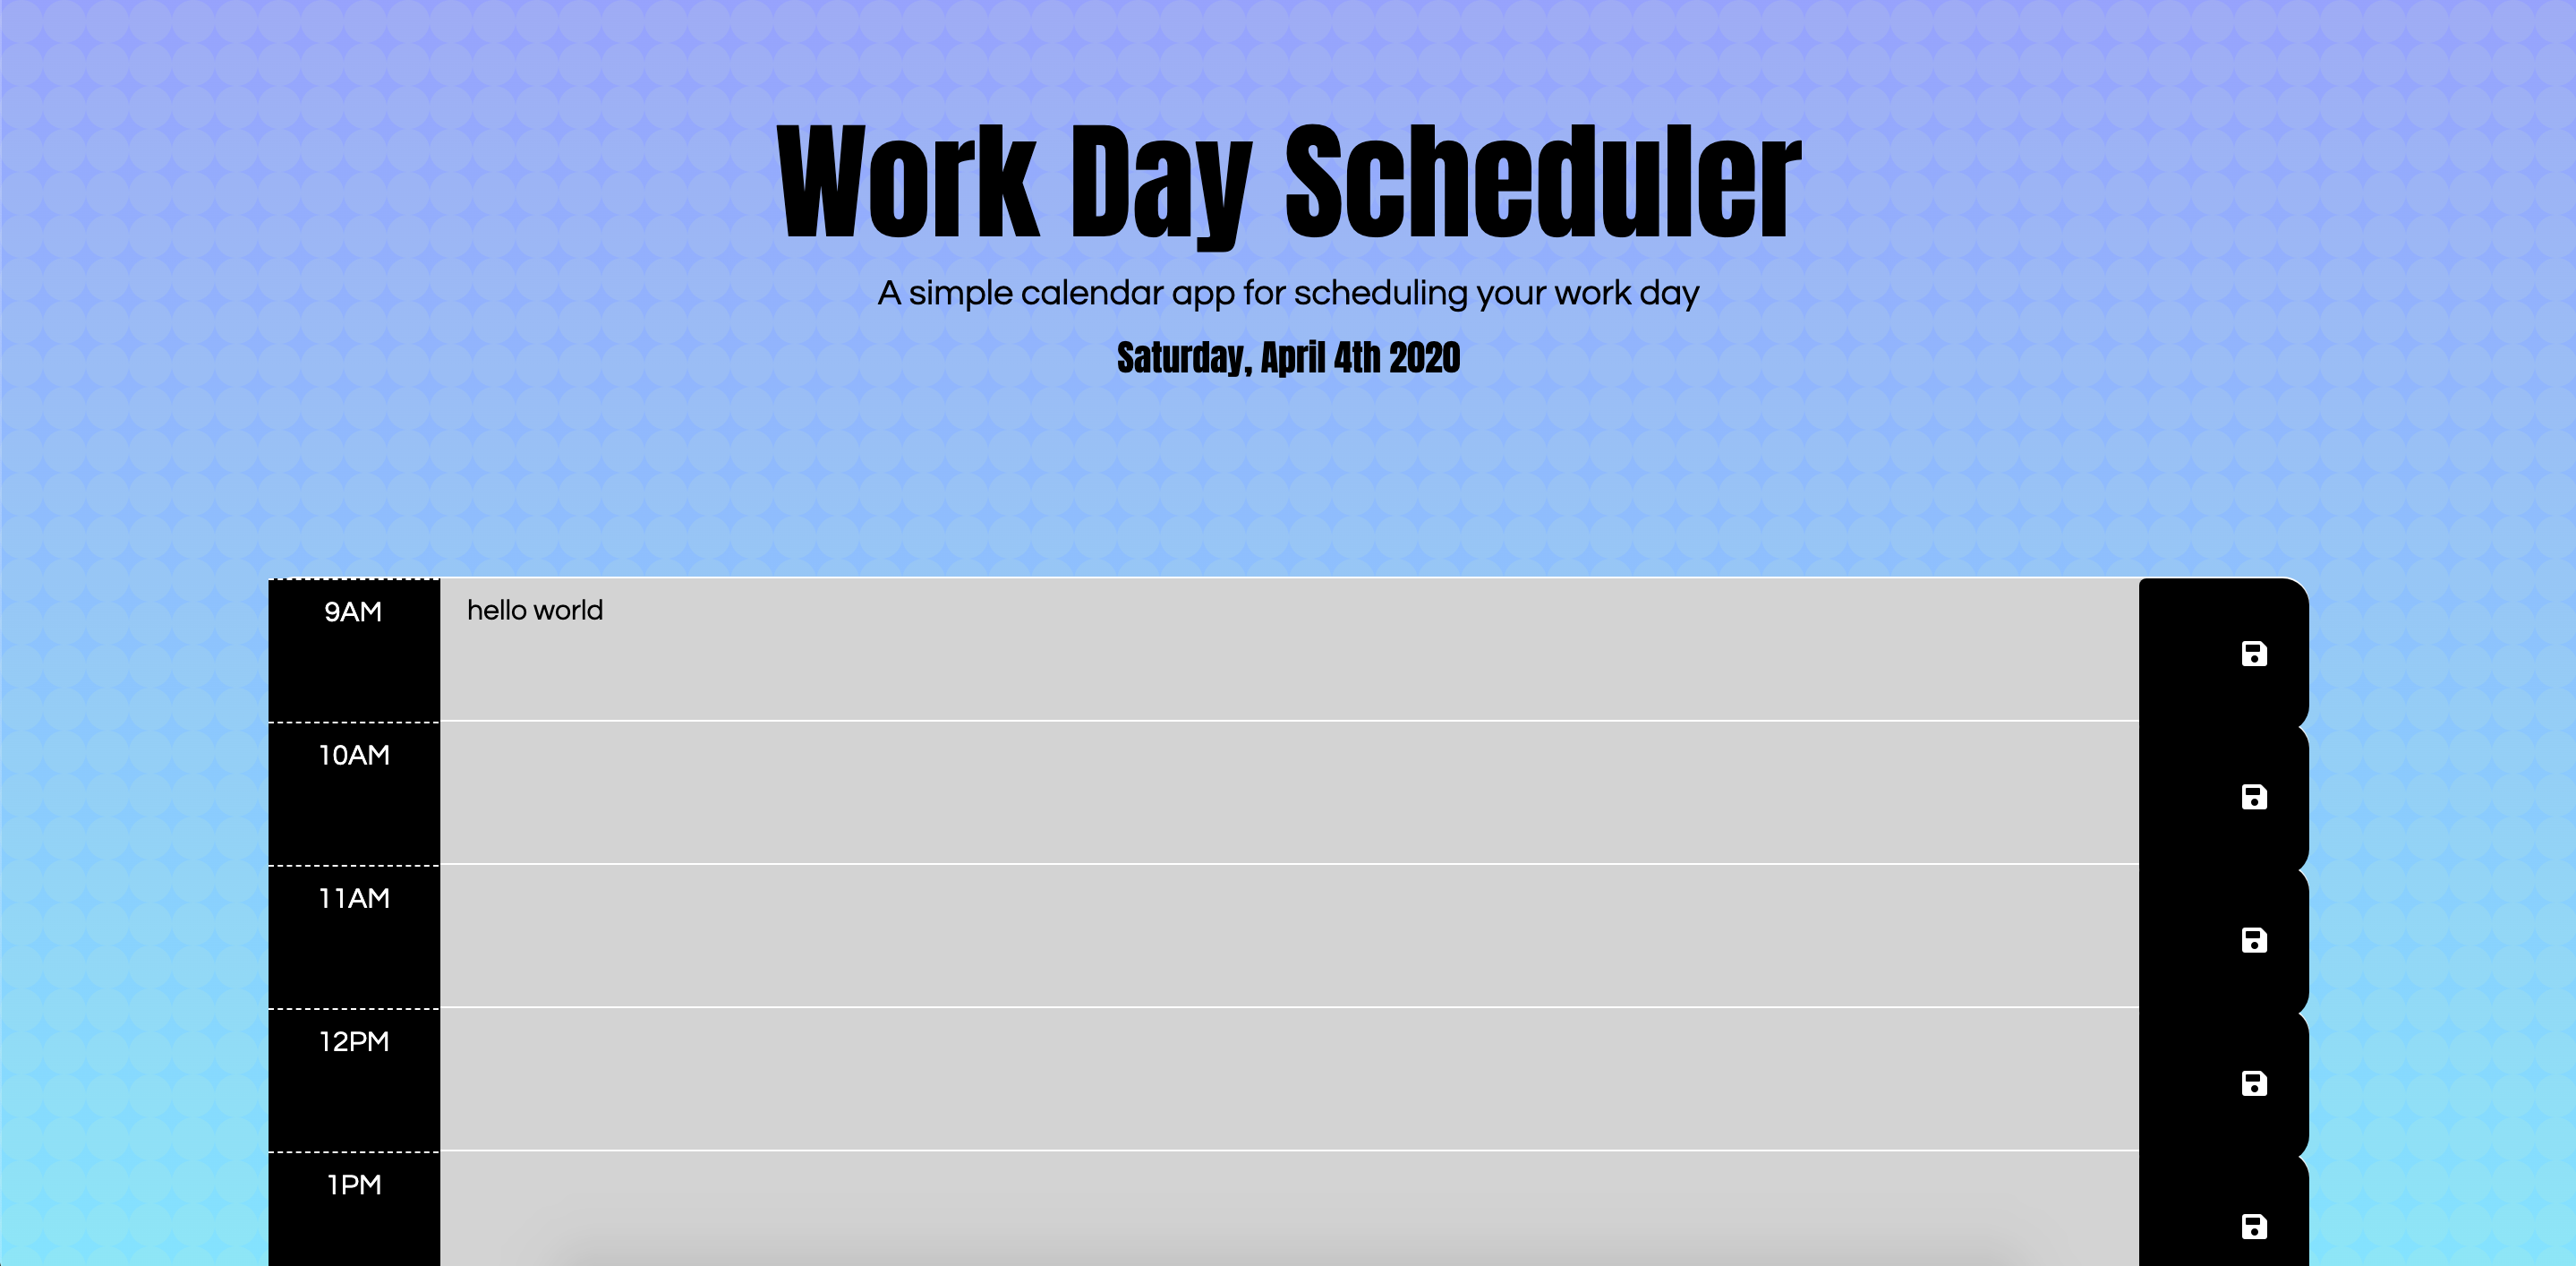 Work Day Scheduler
A simple calendar app for scheduling your work day
Saturday, April 4th 2020
9AM
hello world
10AM
11AM
12PM
1PM